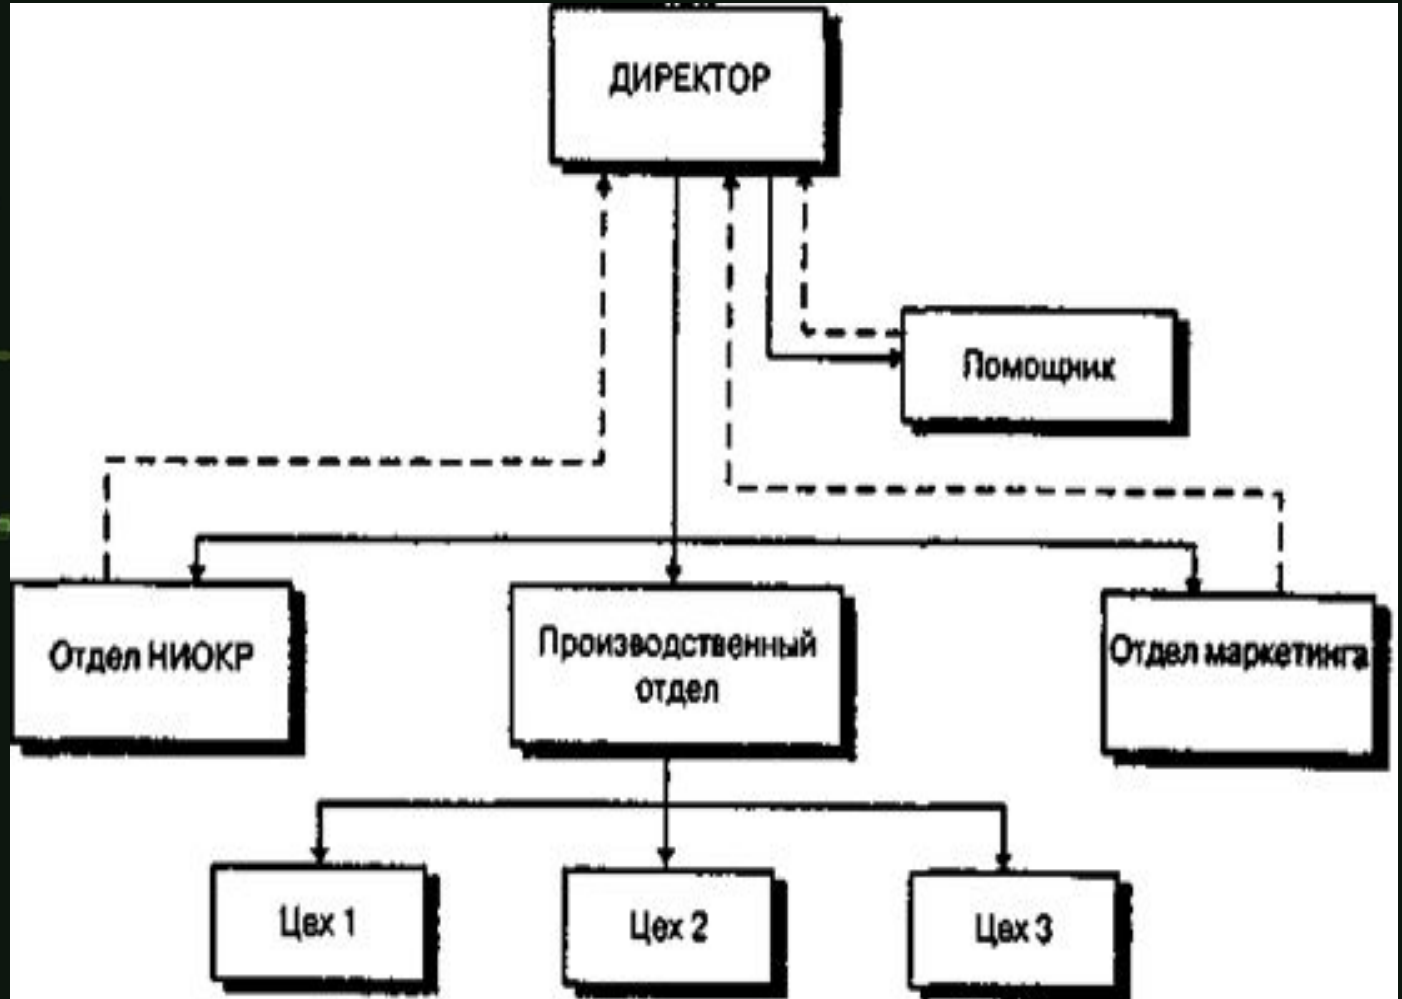 ДИРЕКТОР
Помощник
Отдел НИОКР
Производственный
отдел
Отдел маркетинга
Цех 1
Цех 2
Цех 3